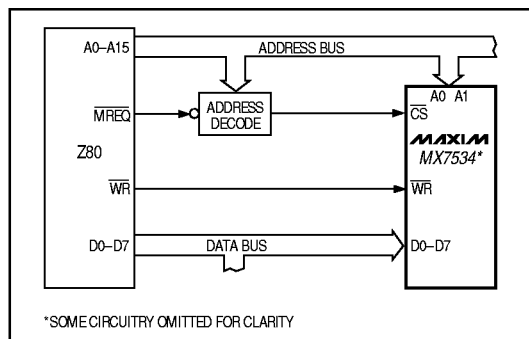 A0–A15
ADDRESS BUS
A0 A1
MREQ
ADDRESS
DECODE
CS
MAXIM
MX7534*
Z80
WR
WR
D0–D7
DATA BUS
D0–D7
*SOME CIRCUITRY OMITTED FOR CLARITY